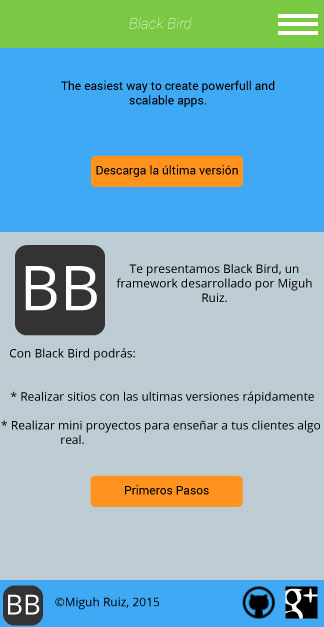 Black Bird
The easiest way to create powerfull and
scalable apps.
Descarga la última versión
BB
Te presentamos Black Bird, un
framework desarrollado por Miguh
Ruiz.
Con Black Bird podrás:
* Realizar sitios con las ultimas versiones rápidamente
* Realizar mini proyectos para enseñar a tus clientes algo
real.
Primeros Pasos
BB
©Miguh Ruiz, 2015
g+